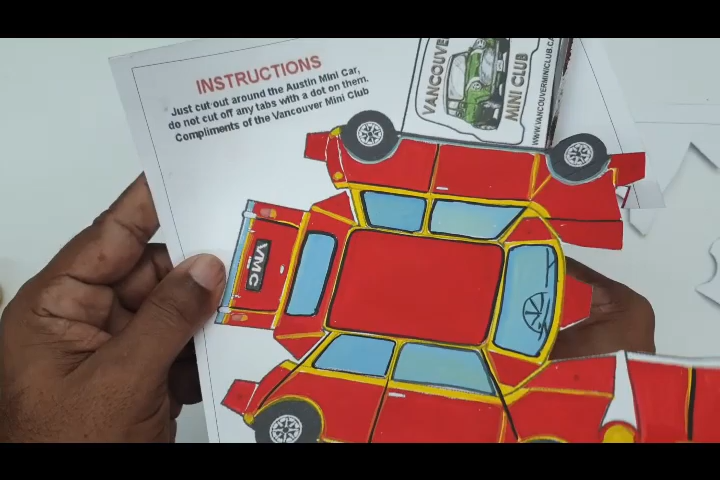 INSTRUCTIONS
Just cut out around the Austin Mini Car,
do not cut off any tabs with a dot on them.
Compliments of the Vancouver Mini Club
VANCOUVER
MINI CLUB
WWW.VANCOUVERMINICLUB.CA
VMC